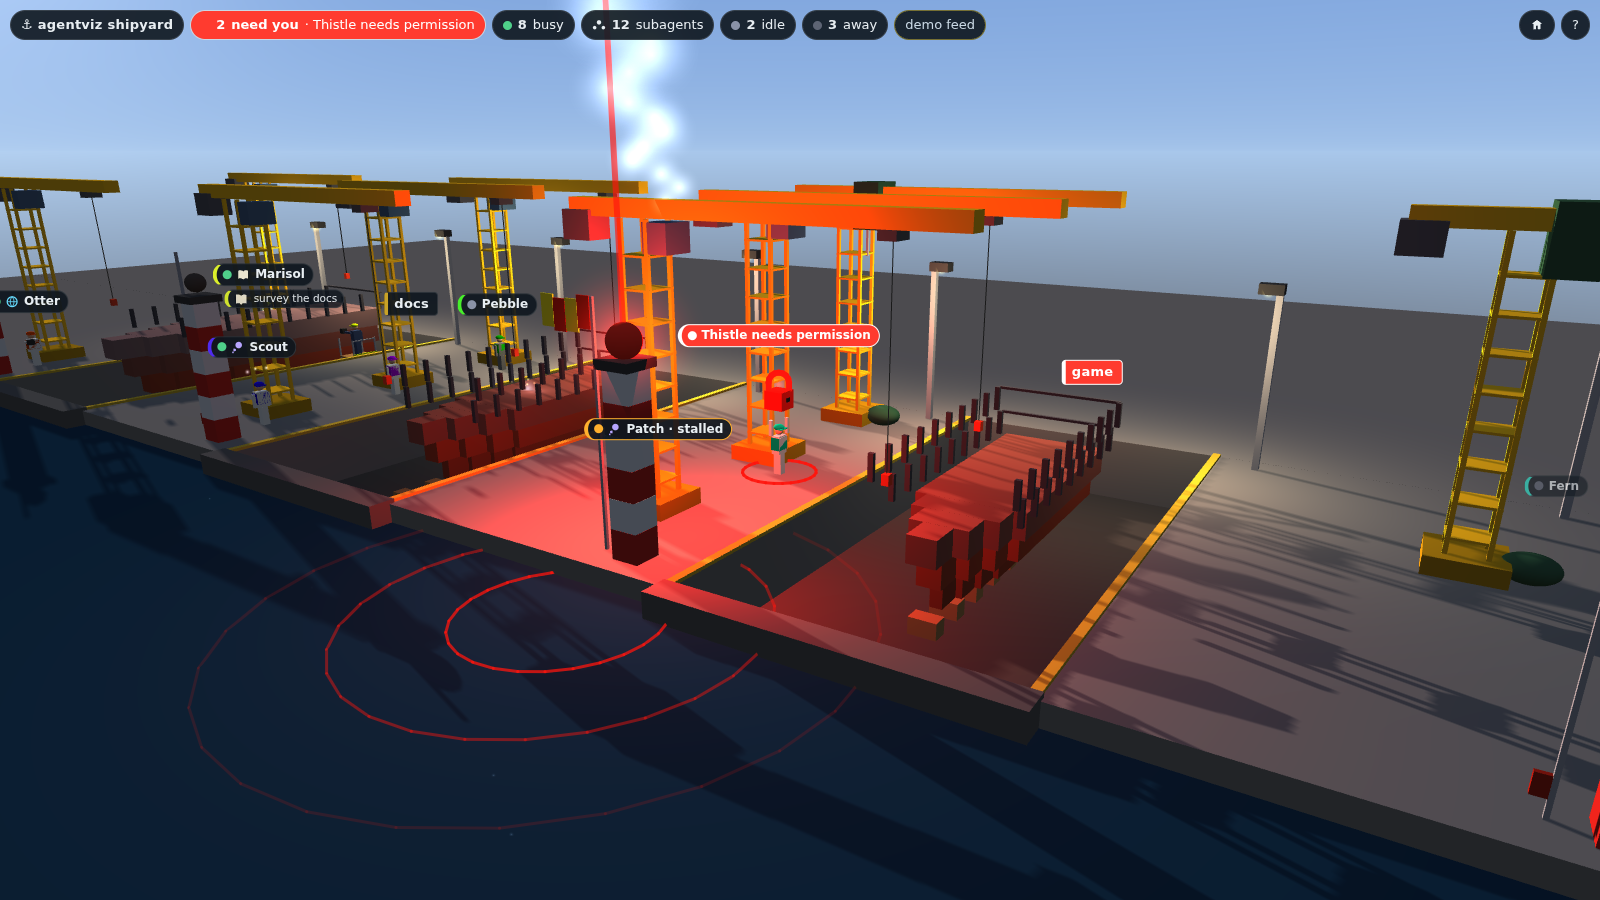 ⚓ agentviz shipyard
2 need you · Thistle needs permission
8 busy
12 subagents
2 idle
3 away
demo feed
?
Marisol
survey the docs
Otter
docs
Pebble
Scout
Thistle needs permission
game
Patch · stalled
Fern